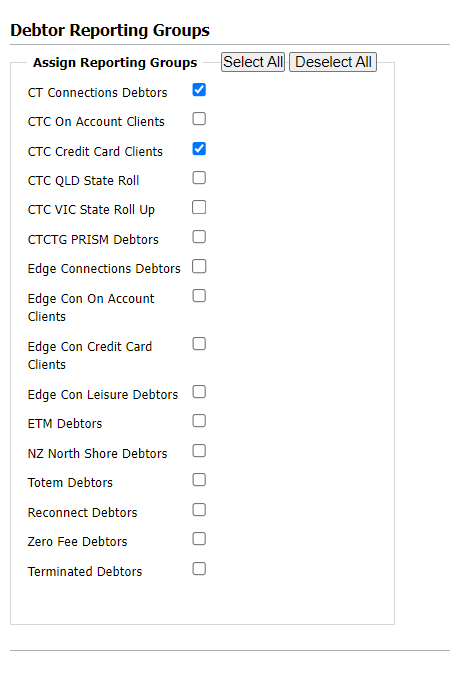 Debtor Reporting Groups
Assign Reporting Groups Select All Deselect All
CT Connections Debtors
CTC On Account Clients
CTC Credit Card Clients
CTC QLD State Roll
CTC VIC State Roll Up
CTCTG PRISM Debtors
Edge Connections Debtors
Edge Con On Account
Clients
Edge Con Credit Card
Clients
Edge Con Leisure Debtors
ETM Debtors
NZ North Shore Debtors
Totem Debtors
Reconnect Debtors
Zero Fee Debtors
Terminated Debtors